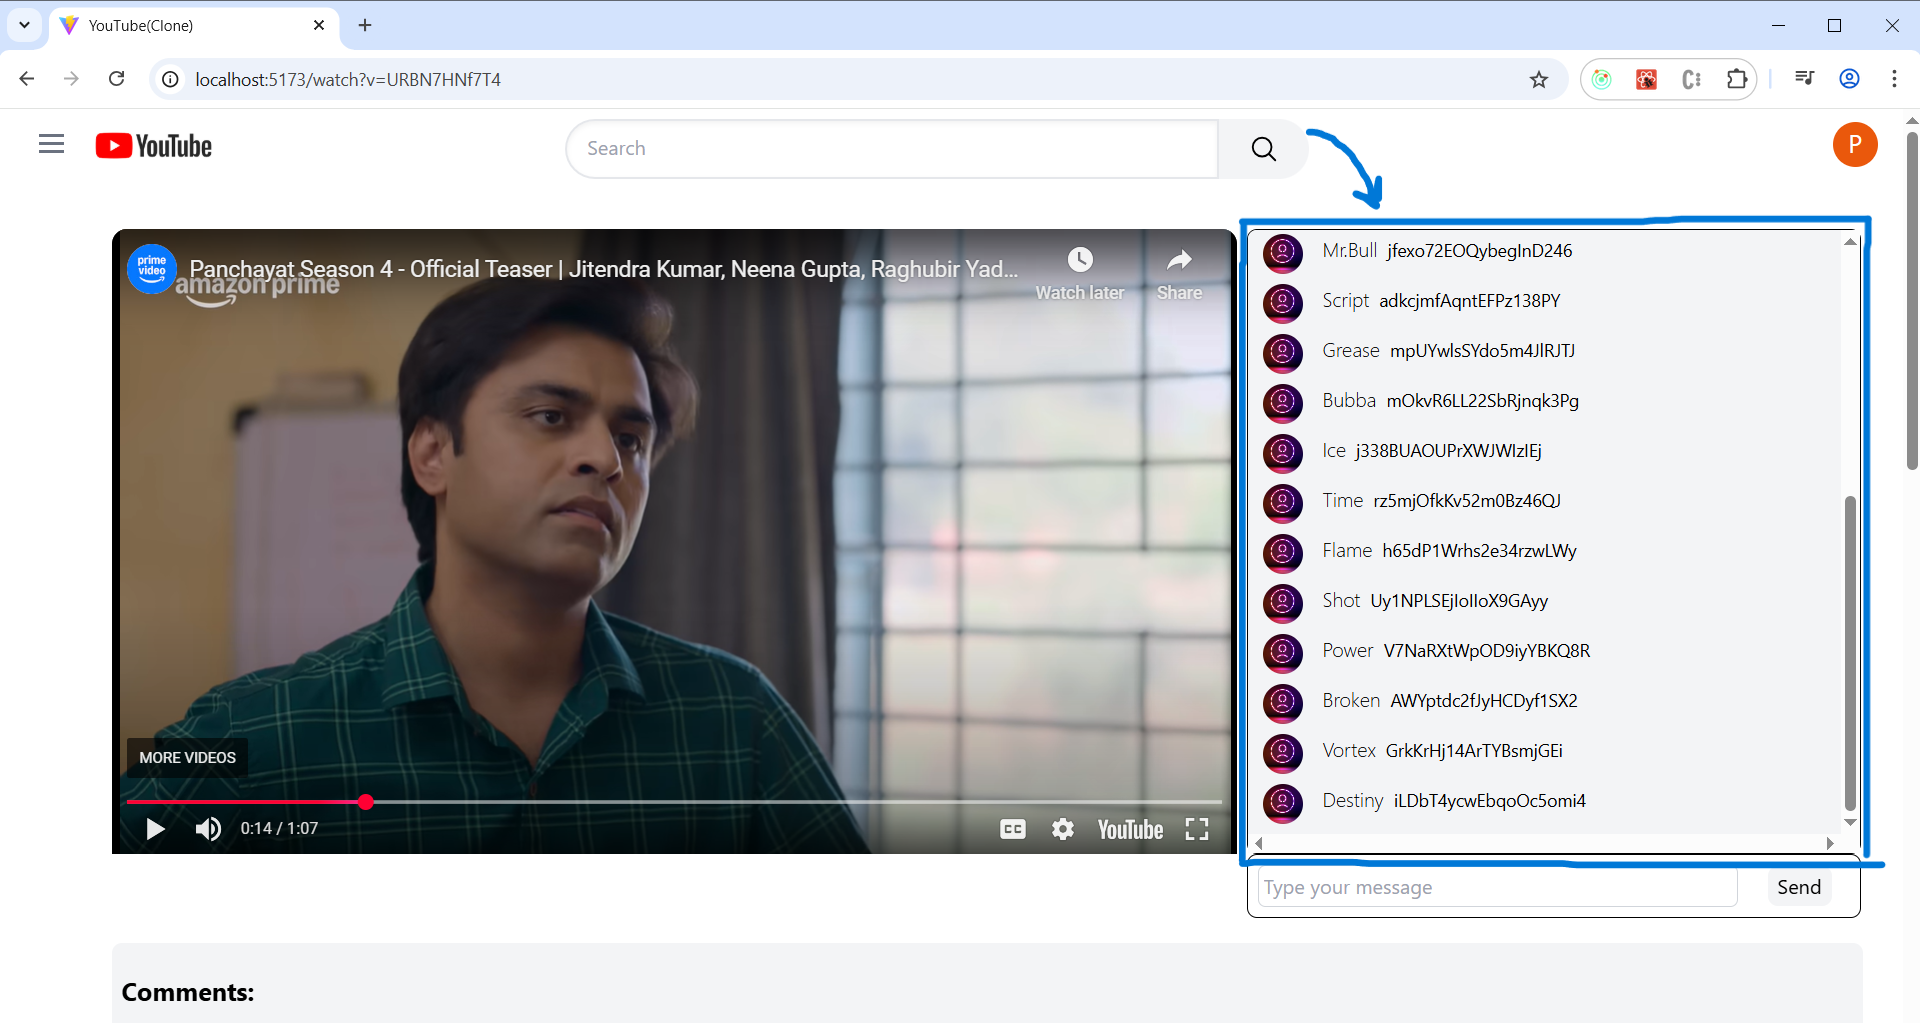 YouTube(Clone)
localhost:5173/watch?v=URBN7HNf7T4
YouTube
Search
P
prime
video
Panchayat Season 4 - Official Teaser | Jitendra Kumar, Neena Gupta, Raghubir Yad...
amazon prime
Watch later
Share
MORE VIDEOS
0:14 / 1:07
CC
YouTube
Mr.Bull jfexo72EOQybegInD246
Script adkcjmfAqntEFPz138PY
Grease mpUYwlsSYdo5m4JlRJTJ
Bubba mOkvR6LL22SbRjnqk3Pg
Ice j338BUAOUPrXWJWIzIEj
Time rz5mjOfkKv52m0Bz46QJ
Flame h65dP1Wrhs2e34rzwLWy
Shot Uy1NPLSEjIoIloX9GAyy
Power V7NaRXtWpOD9iyYBKQ8R
Broken AWYptdc2fJyHCDyf1SX2
Vortex GrkKrHj14ArTYBsmjGEi
Destiny iLDbT4ycwEbqoOc5omi4
Type your message
Send
Comments: